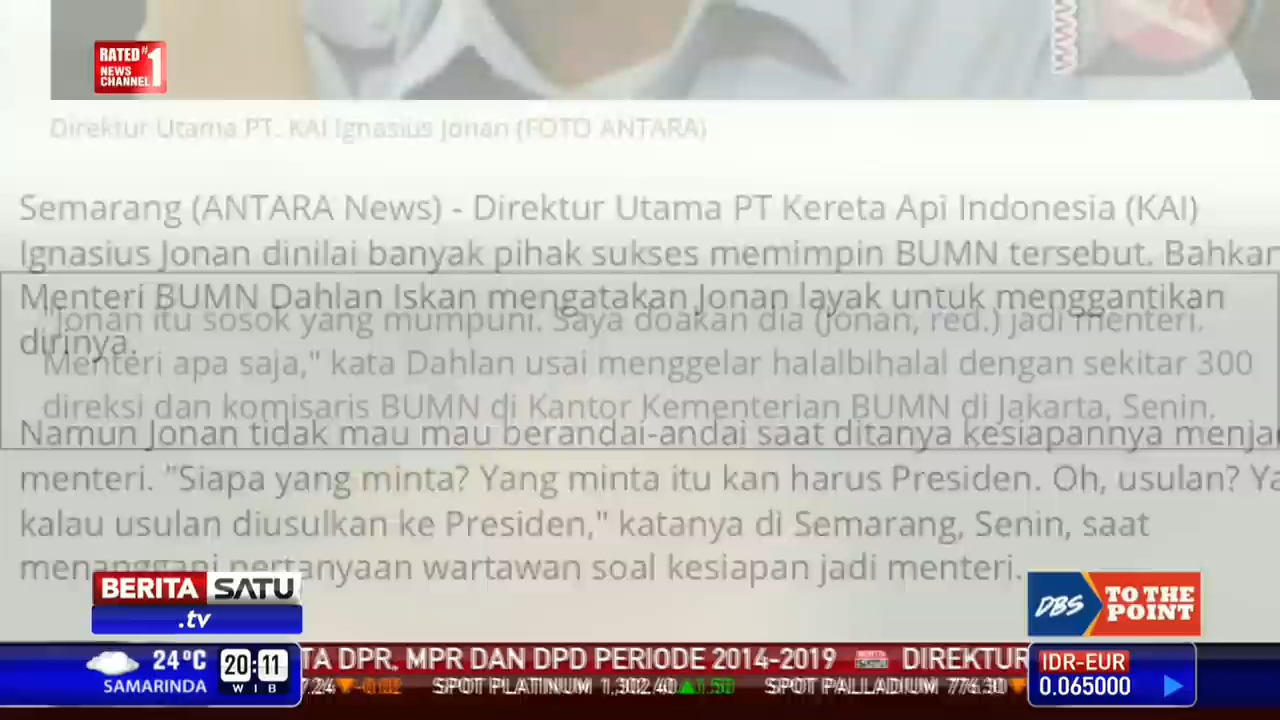 RATED #1
NEWS
CHANNEL
Direktur Utama PT. KAI Ignasius Jonan (FOTO ANTARA)
Semarang (ANTARA News) - Direktur Utama PT Kereta Api Indonesia (KAI)
Ignasius Jonan dinilai banyak pihak sukses memimpin BUMN tersebut. Bahkan
Menteri BUMN Dahlan Iskan mengatakan Jonan layak untuk menggantikan
dirinya.
"Jonan itu sosok yang mumpuni. Saya doakan dia (Jonan, red.) jadi menteri.
Menteri apa saja," kata Dahlan usai menggelar halalbihalal dengan sekitar 300
direksi dan komisaris BUMN di Kantor Kementerian BUMN di Jakarta, Senin.
Namun Jonan tidak mau mau berandai-andai saat ditanya kesiapannya menja
menteri. "Siapa yang minta? Yang minta itu kan harus Presiden. Oh, usulan? Ya
kalau usulan diusulkan ke Presiden," katanya di Semarang, Senin, saat
menanggapi pertanyaan wartawan soal kesiapan jadi menteri.
BERITA SATU
.tv
DBS TO THE POINT
24°C
SAMARINDA
20:11
WIB
TA DPR, MPR DAN DPD PERIODE 2014-2019 DIREKTUR
7.24 SPOT PLATINUM 1,302.40 1.50 SPOT PALLADIUM 776.30
IDR-EUR
0.065000